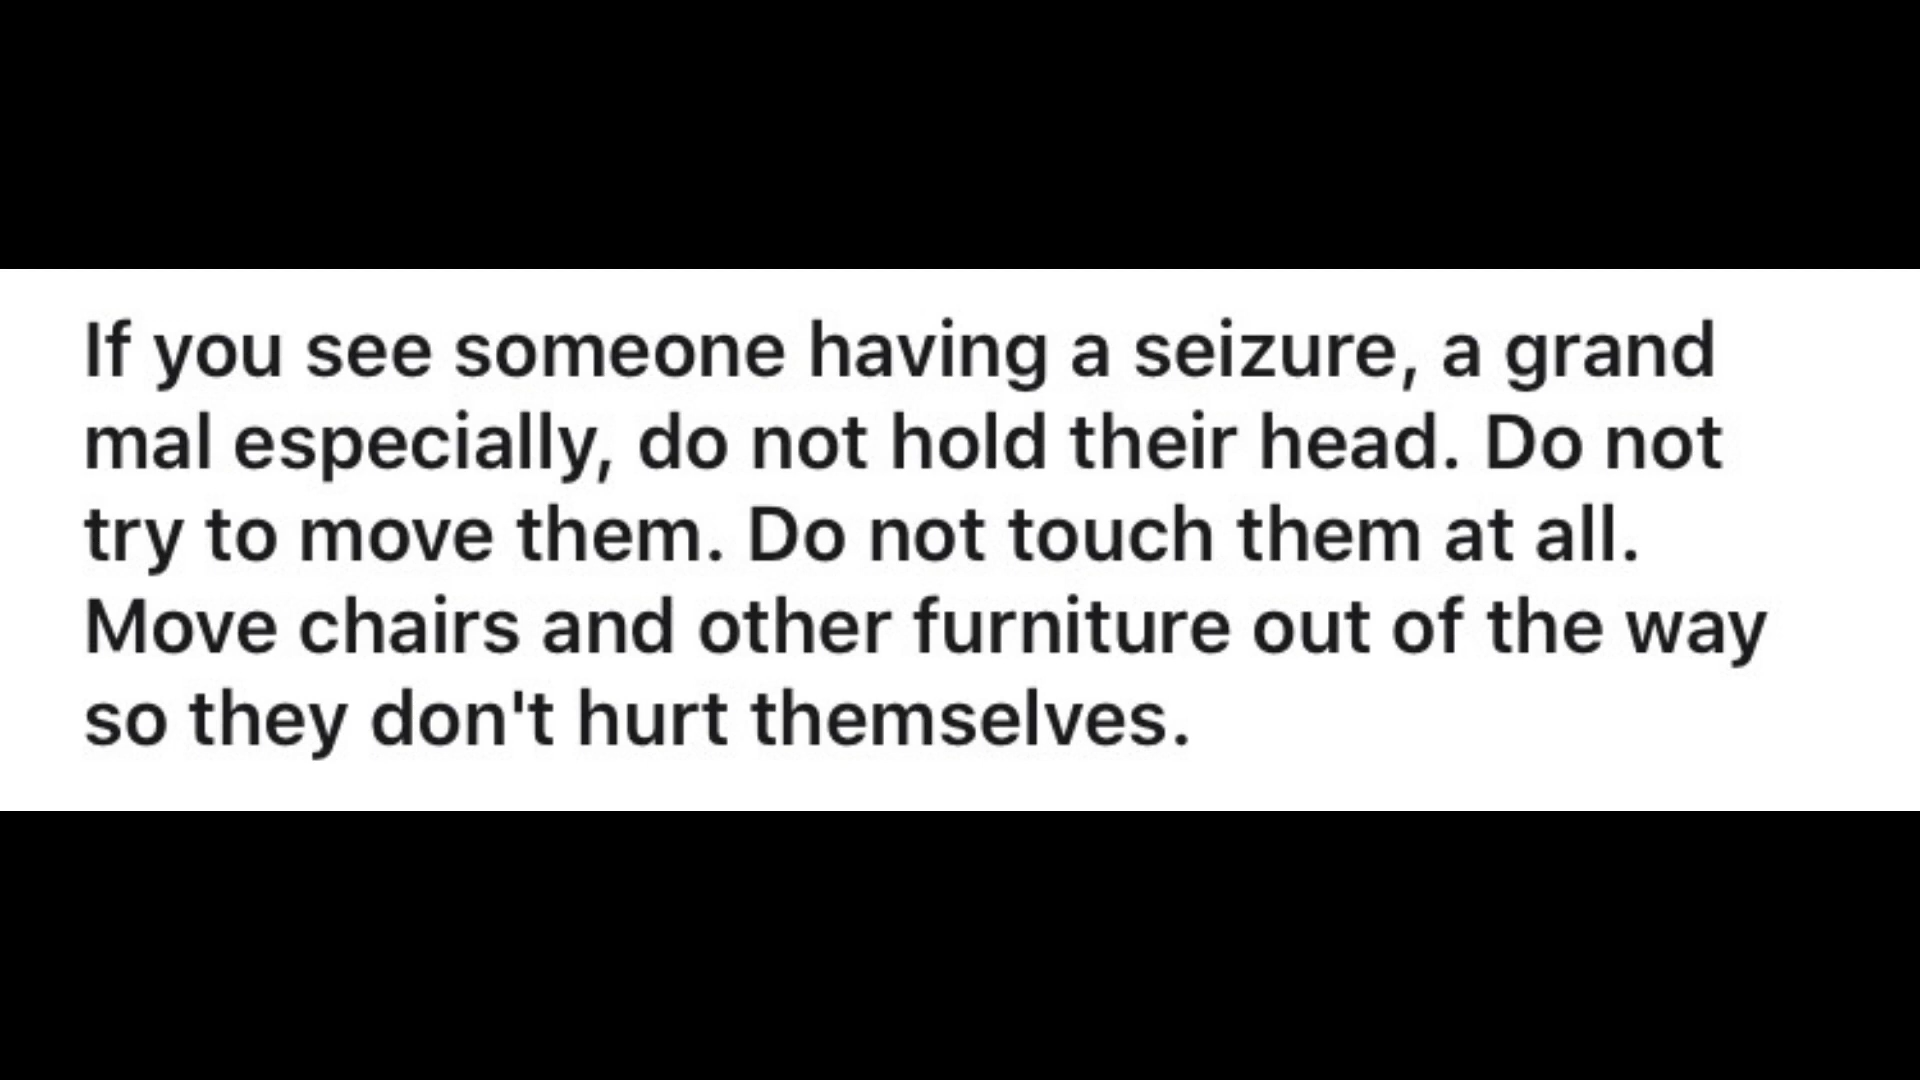 If you see someone having a seizure, a grand
mal especially, do not hold their head. Do not
try to move them. Do not touch them at all.
Move chairs and other furniture out of the way
so they don't hurt themselves.